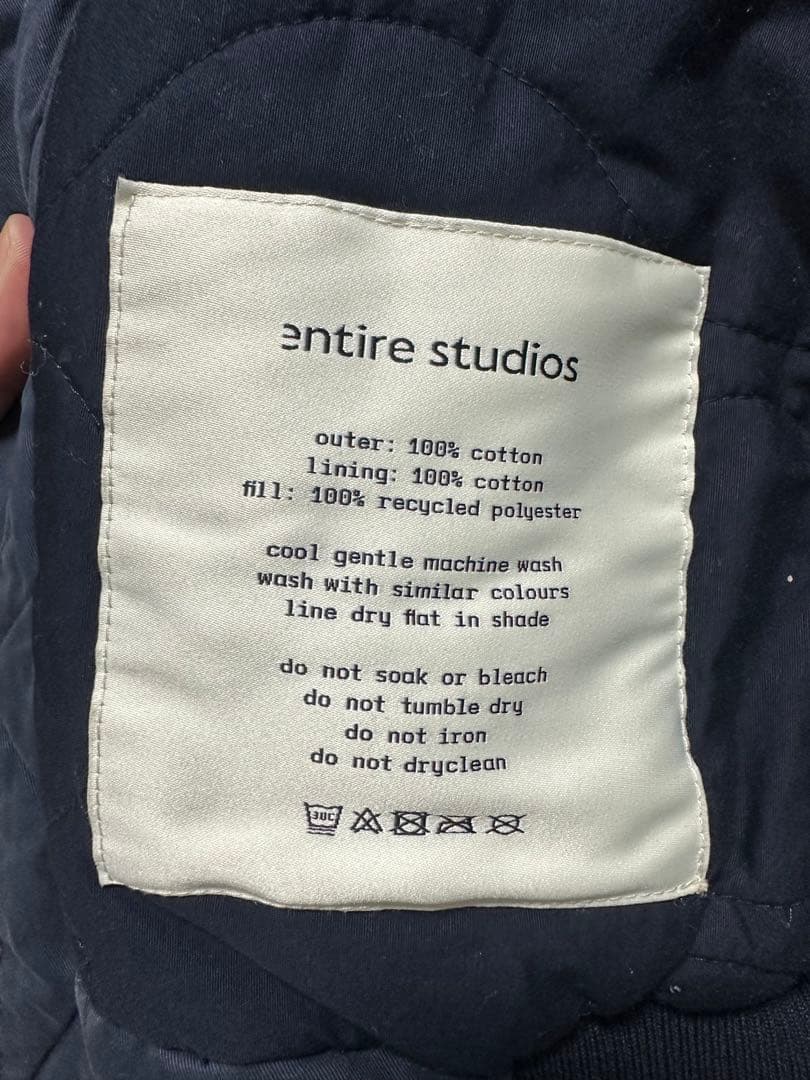 entire studios
outer: 100% cotton
lining: 100% cotton
fill: 100% recycled polyester
cool gentle machine wash
wash with similar colours
line dry flat in shade
do not soak or bleach
do not tumble dry
do not iron
do not dryclean
30C